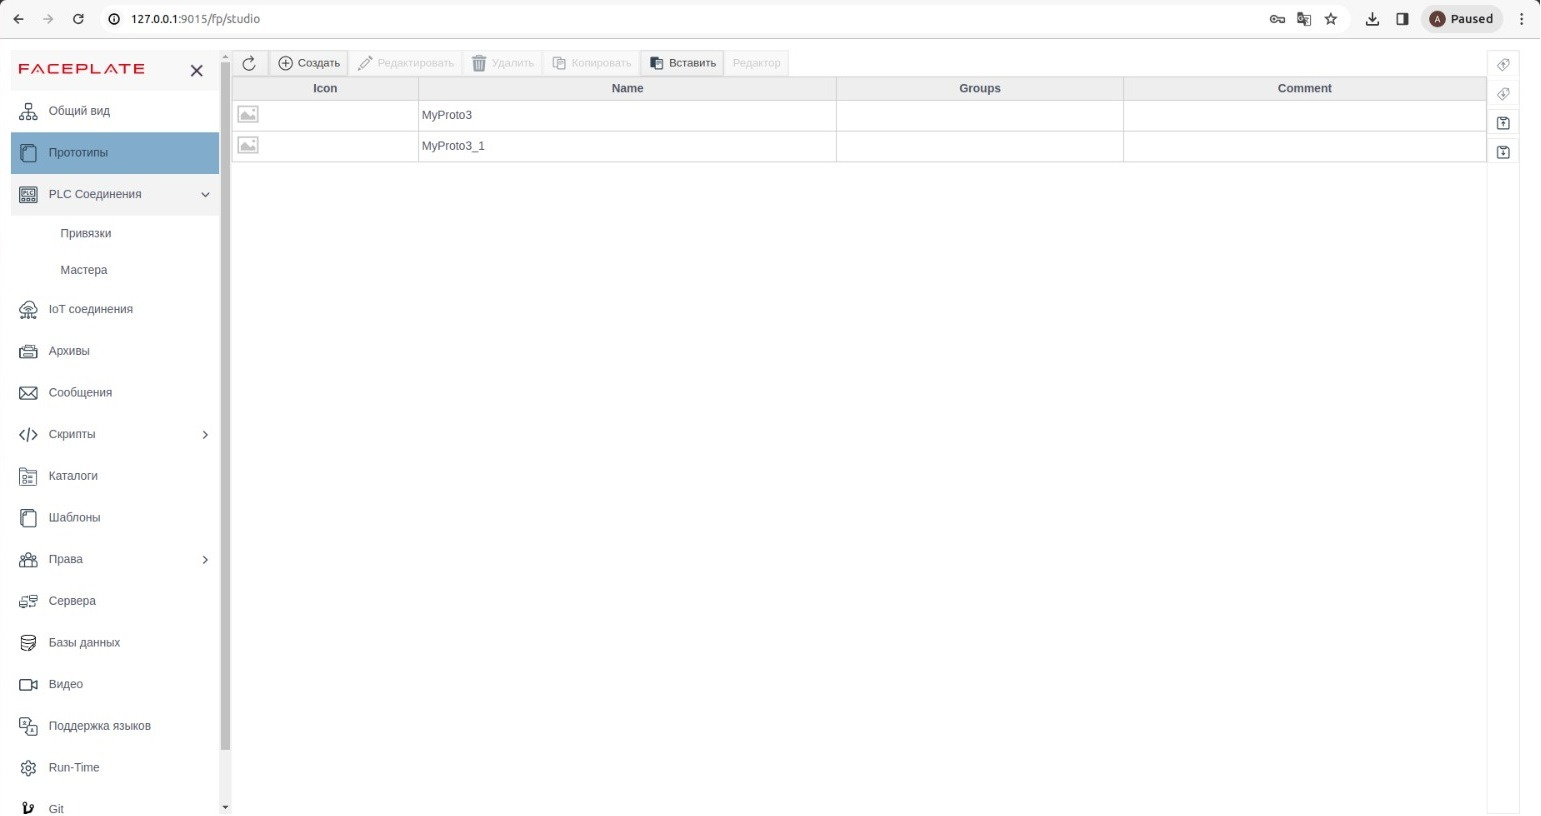 127.0.0.1:9015/fp/studio
A Paused
FACEPLATE
Создать Редактировать Удалить Копировать Вставить Редактор
Icon Name Groups Comment
MyProto3
MyProto3_1
Общий вид
Прототипы
PLC Соединения
Привязки
Мастера
IoT соединения
Архивы
Сообщения
Скрипты
Каталоги
Шаблоны
Права
Сервера
Базы данных
Видео
Поддержка языков
Run-Time
Git